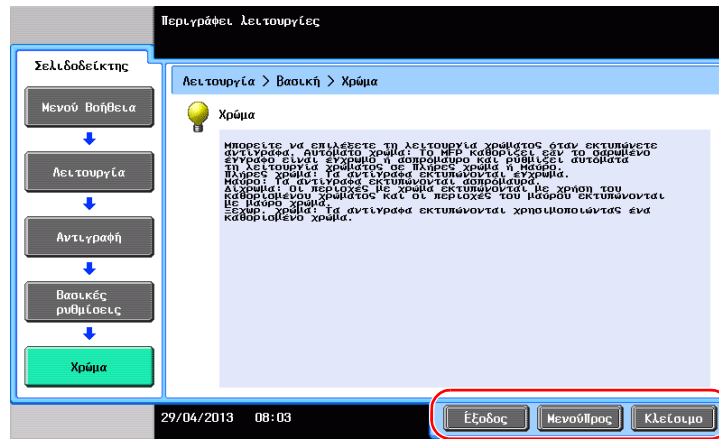 Περιγράφει λειτουργίες
Σελιδοδείκτης
Μενού Βοήθεια
Λειτουργία
Αντιγραφή
Βασικές
ρυθμίσεις
Χρώμα
Λειτουργία > Βασική > Χρώμα
Χρώμα
Μπορείτε να επιλέξετε τη λειτουργία χρώματος όταν εκτυπώνετε
αντίγραφα. Αυτόματο χρώμα: Το MFP καθορίζει εάν το σαρωμένο
έγγραφο είναι έγχρωμο ή ασπρόμαυρο και ρυθμίζει αυτόματα
τη λειτουργία χρώματος σε πλήρες χρώμα ή μαύρο.
Πλήρες χρώμα: Τα αντίγραφα εκτυπώνονται έγχρωμα.
Μαύρο: Τα αντίγραφα εκτυπώνονται ασπρόμαυρα.
Δίχρωμα: Οι περιοχές με χρώμα εκτυπώνονται με χρήση του
καθορισμένου χρώματος και οι περιοχές του μαύρου εκτυπώνονται
με μαύρο χρώμα.
Ξεχωρ. χρώμα: Τα αντίγραφα εκτυπώνονται χρησιμοποιώντας ένα
καθορισμένο χρώμα.
29/04/2013 08:03
Έξοδος
ΜενούΠρος
Κλείσιμο